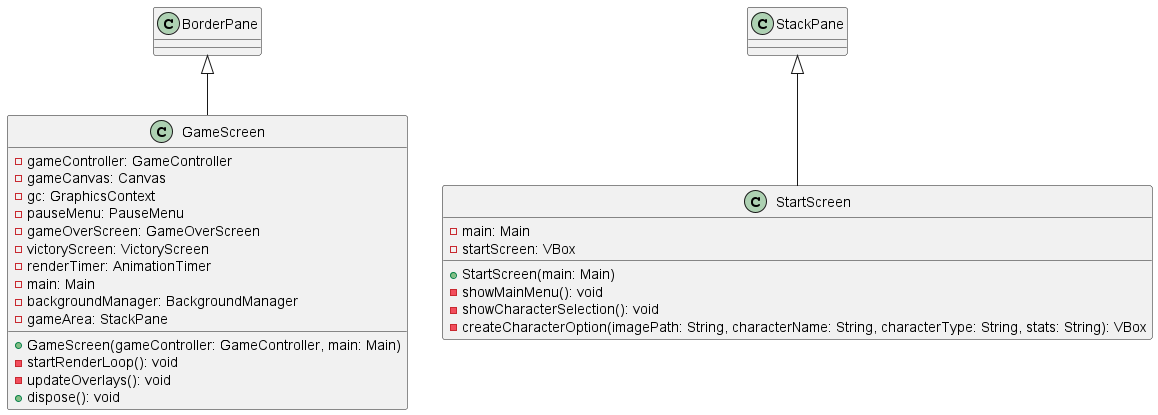 C BorderPane
C GameScreen
gameController: GameController
gameCanvas: Canvas
gc: GraphicsContext
pauseMenu: PauseMenu
gameOverScreen: GameOverScreen
victoryScreen: VictoryScreen
renderTimer: AnimationTimer
main: Main
backgroundManager: BackgroundManager
gameArea: StackPane
GameScreen(gameController: GameController, main: Main)
startRenderLoop(): void
updateOverlays(): void
dispose(): void
C StackPane
C StartScreen
main: Main
startScreen: VBox
StartScreen(main: Main)
showMainMenu(): void
showCharacterSelection(): void
createCharacterOption(imagePath: String, characterName: String, characterType: String, stats: String): VBox